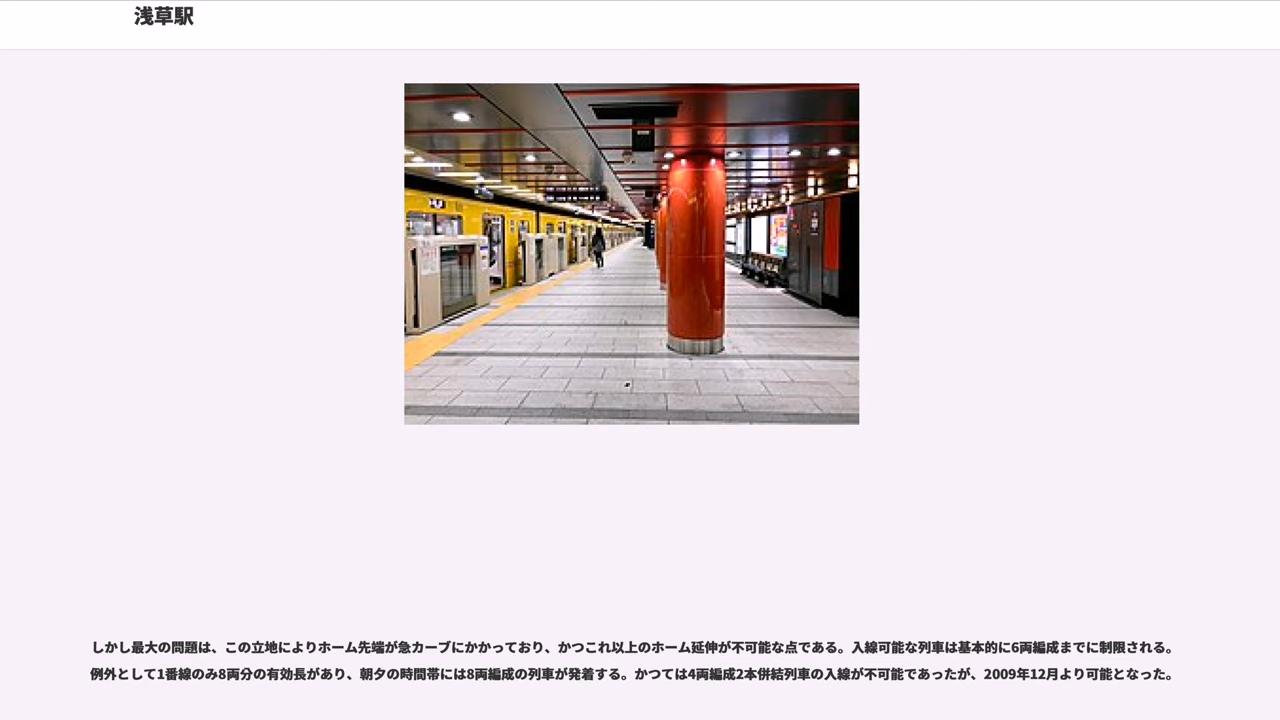 浅草駅
しかし最大の問題は、この立地によりホーム先端が急カーブにかかっており、かつこれ以上のホーム延伸が不可能な点である。入線可能な列車は基本的に6両編成までに制限される。
例外として1番線のみ8両分の有効長があり、朝夕の時間帯には8両編成の列車が発着する。かつては4両編成2本併結列車の入線が不可能であったが、2009年12月より可能となった。